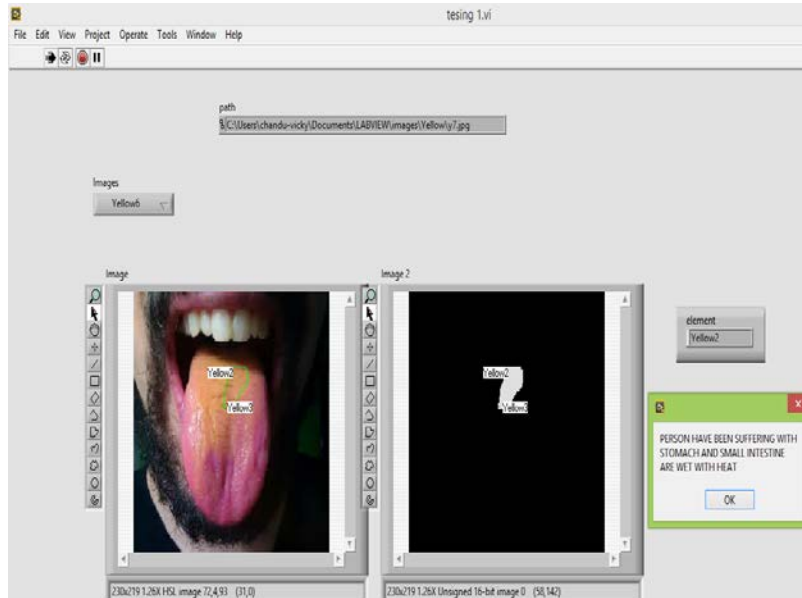 tesing 1.vi
File Edit View Project Operate Tools Window Help
path
C:\Users\chandu-vicky\Documents\LABVIEW\images\Yellow\y7.jpg
Images
Yellow6
Image
Image 2
Yellow2
Yellow3
Yellow2
Yellow3
element
Yellow2
PERSON HAVE BEEN SUFFERING WITH
STOMACH AND SMALL INTESTINE
ARE WET WITH HEAT
OK
230x219 1.26X HSL image 72,4,93 (31,0)
230x219 1.26X Unsigned 16-bit image 0 (58,142)